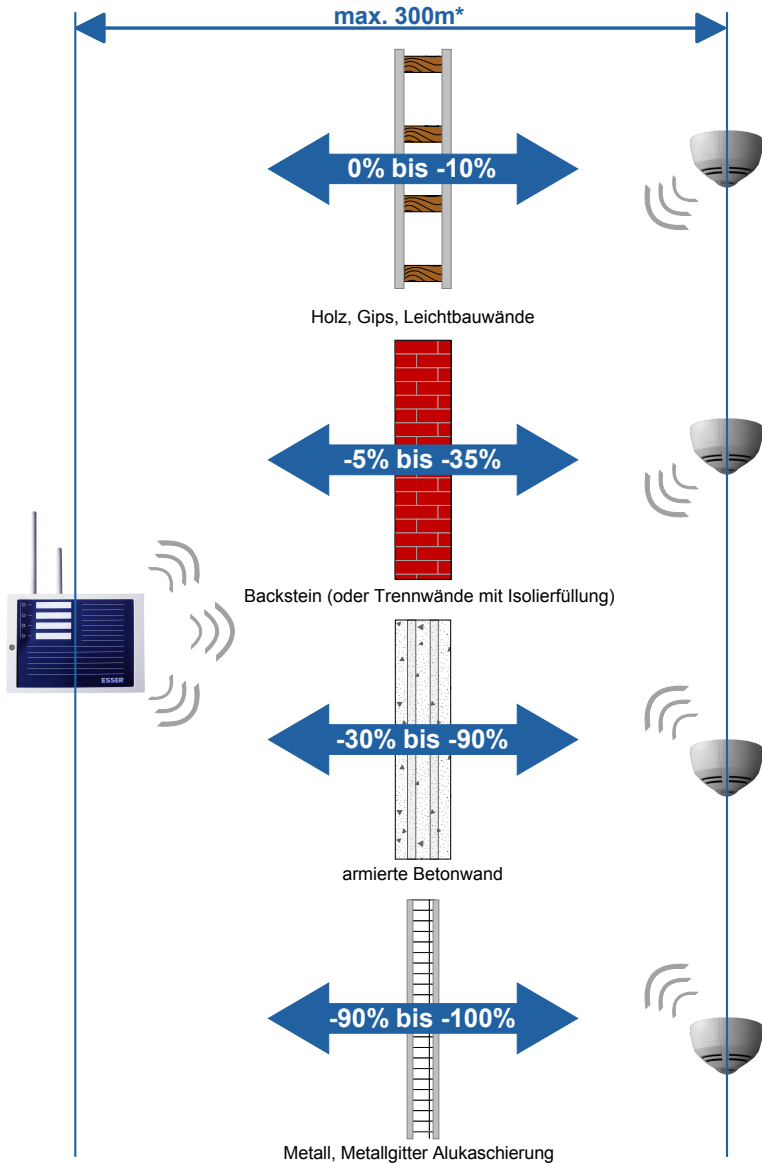 max. 300m*
0% bis -10%
Holz, Gips, Leichtbauwände
-5% bis -35%
Backstein (oder Trennwände mit Isolierfüllung)
ESSER
-30% bis -90%
armierte Betonwand
-90% bis -100%
Metall, Metallgitter Alukaschierung